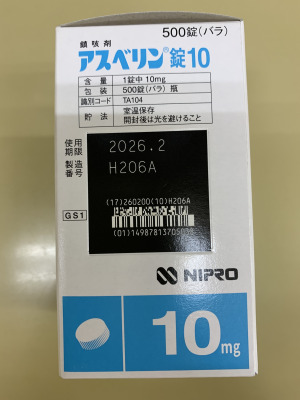 500錠(バラ)
鎮咳剤
アスベリン®錠10
含量 1錠中 10mg
包装 500錠(バラ)瓶
識別コード TA104
貯法 室温保存
開封後は光を避けること
使用期限 2026.2
製造番号 H206A
(17)260200(10)H206A
GS1
(01)14987813705038
NIPRO
10mg